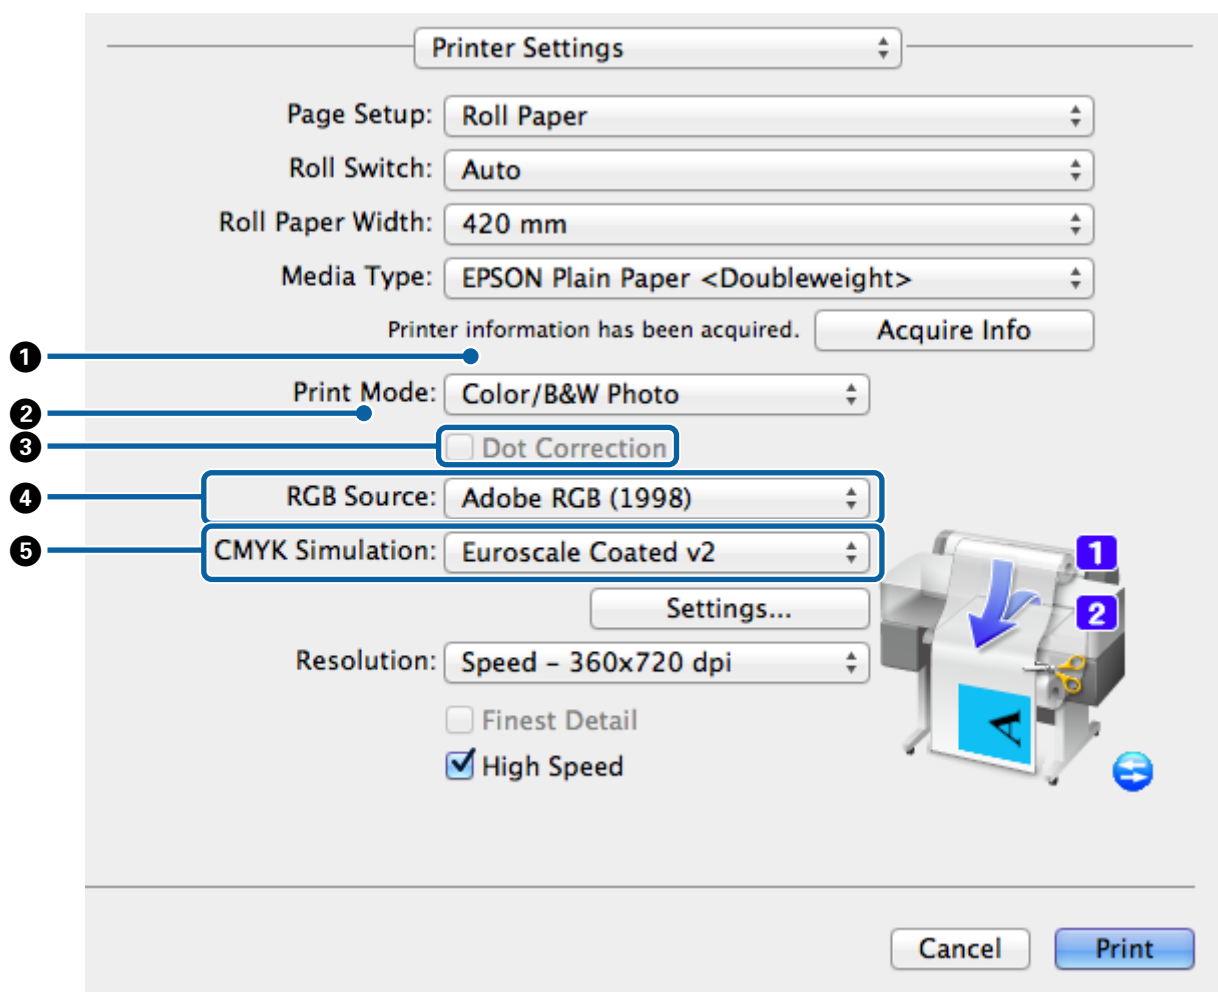 Printer Settings
Page Setup: Roll Paper
Roll Switch: Auto
Roll Paper Width: 420 mm
Media Type: EPSON Plain Paper <Doubleweight>
Printer information has been acquired. Acquire Info
1
Print Mode: Color/B&W Photo
2
3 Dot Correction
4 RGB Source: Adobe RGB (1998)
5 CMYK Simulation: Euroscale Coated v2
1
Settings...
2
Resolution: Speed – 360x720 dpi
A
Finest Detail
High Speed
Cancel Print